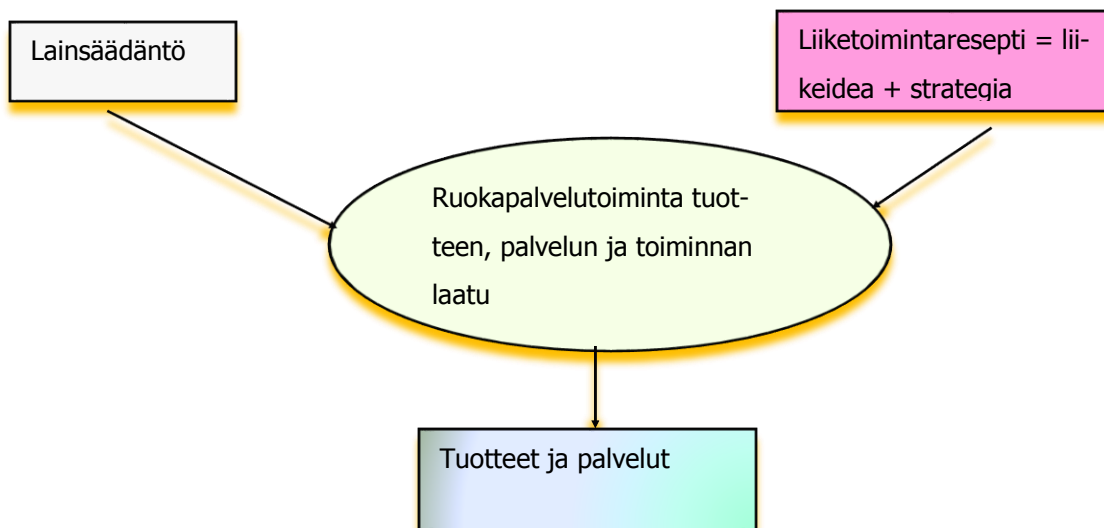 Lainsäädäntö
Liiketoimintaresepti = lii-
keidea + strategia
Ruokapalvelutoiminta tuot-
teen, palvelun ja toiminnan
laatu
Tuotteet ja palvelut